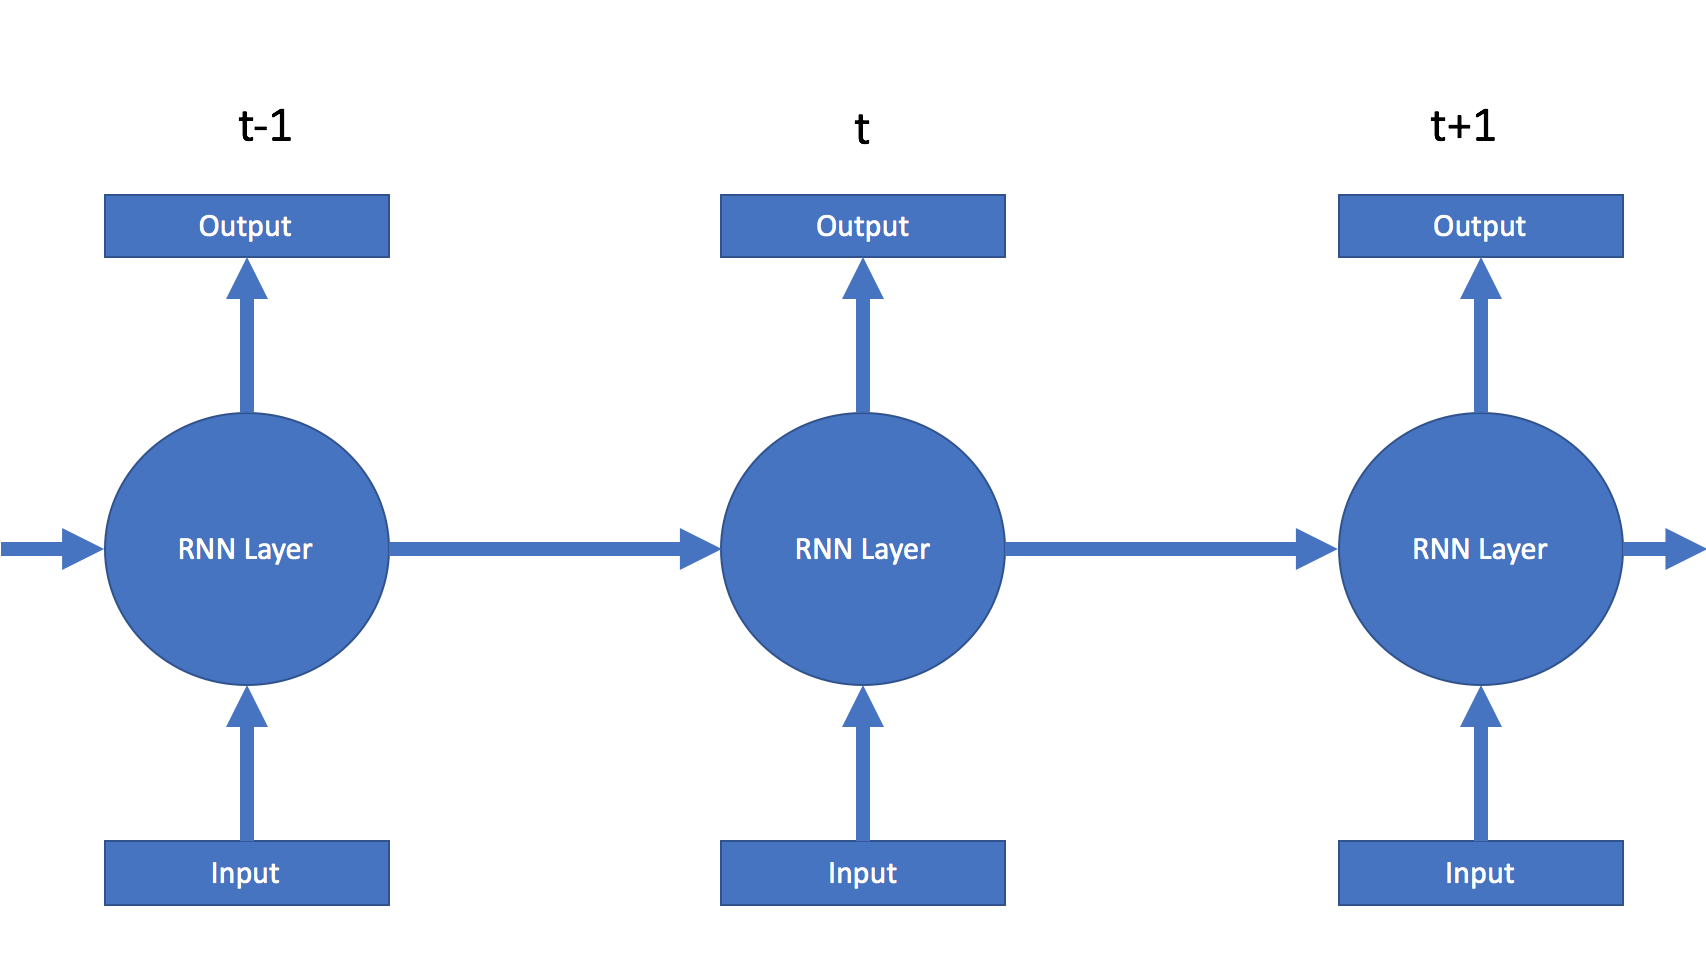 t-1
t
t+1
Output
Output
Output
RNN Layer
RNN Layer
RNN Layer
Input
Input
Input